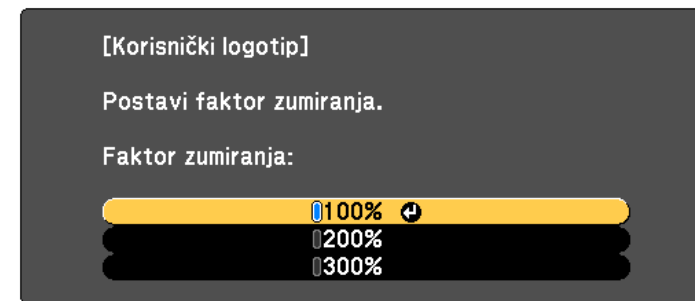 [Korisnički logotip]
Postavi faktor zumiranja.
Faktor zumiranja:
100%
200%
300%